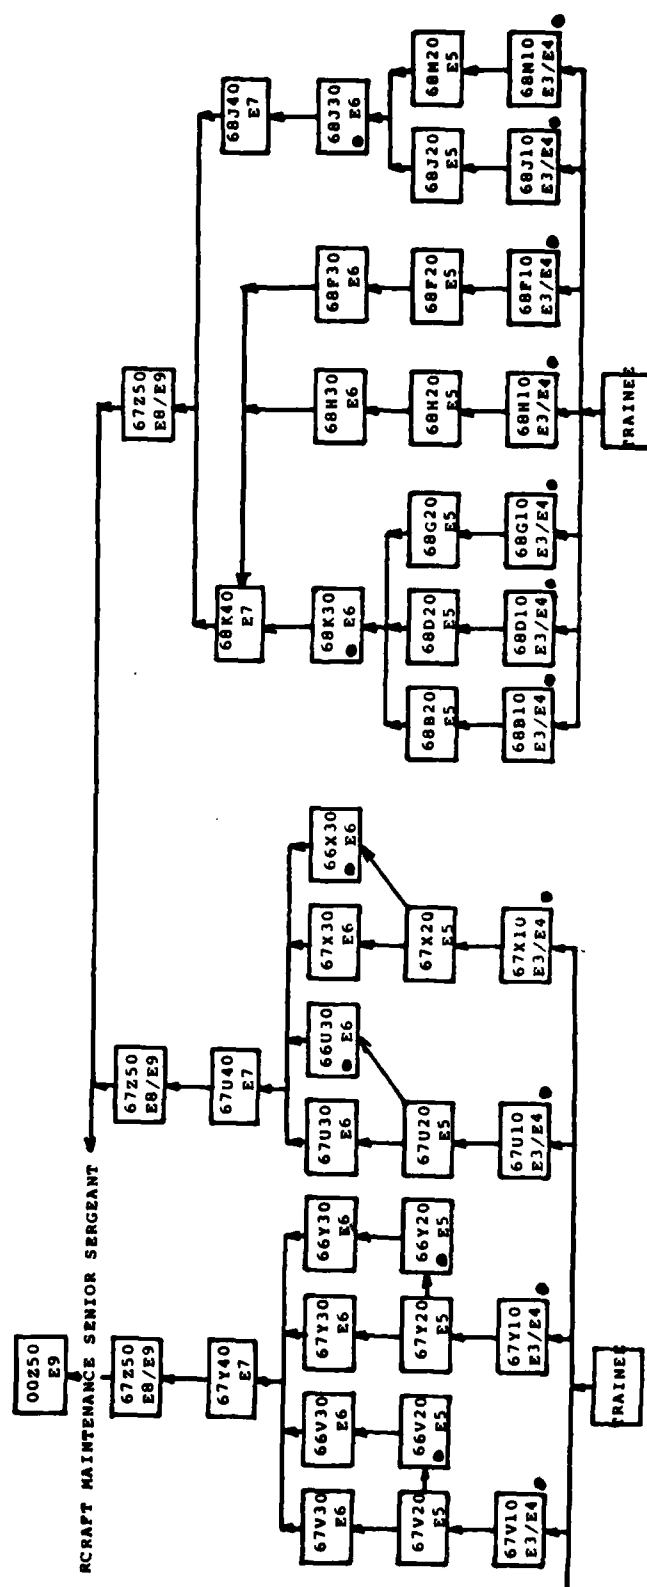 00Z50
E9
RCRAFT MAINTENANCE SENIOR SERGEANT
67Z50
E8/E9
67Z50
E8/E9
67Z50
E8/E9
67Y40
E7
67U40
E7
68K40
E7
68J40
E7
67V30
E6
66V30
E6
67Y30
E6
66Y30
E6
67U30
E6
66U30
E6
67X30
E6
66X30
E6
68K30
E6
68H30
E6
68F30
E6
68J30
E6
67V20
E5
66V20
E5
67Y20
E5
66Y20
E5
67U20
E5
67X20
E5
68B20
E5
68D20
E5
68G20
E5
68H20
E5
68F20
E5
68J20
E5
68M20
E5
67V10
E3/E4
67Y10
E3/E4
67U10
E3/E4
67X10
E3/E4
68B10
E3/E4
68D10
E3/E4
68G10
E3/E4
68H10
E3/E4
68F10
E3/E4
68J10
E3/E4
68M10
E3/E4
TRAINEE
TRAINEE